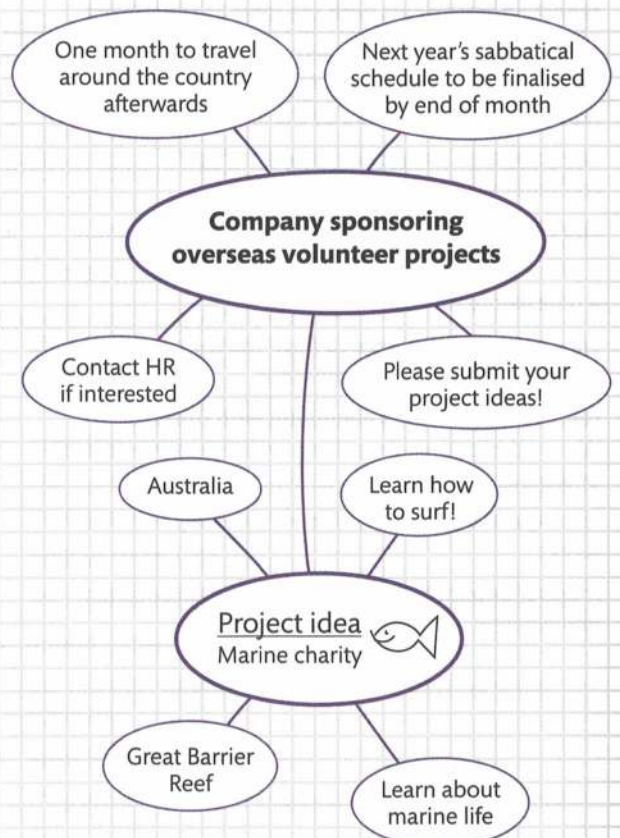 One month to travel
around the country
afterwards
Next year's sabbatical
schedule to be finalised
by end of month
Company sponsoring
overseas volunteer projects
Contact HR
if interested
Please submit your
project ideas!
Australia
Learn how
to surf!
Project idea
Marine charity
Great Barrier
Reef
Learn about
marine life